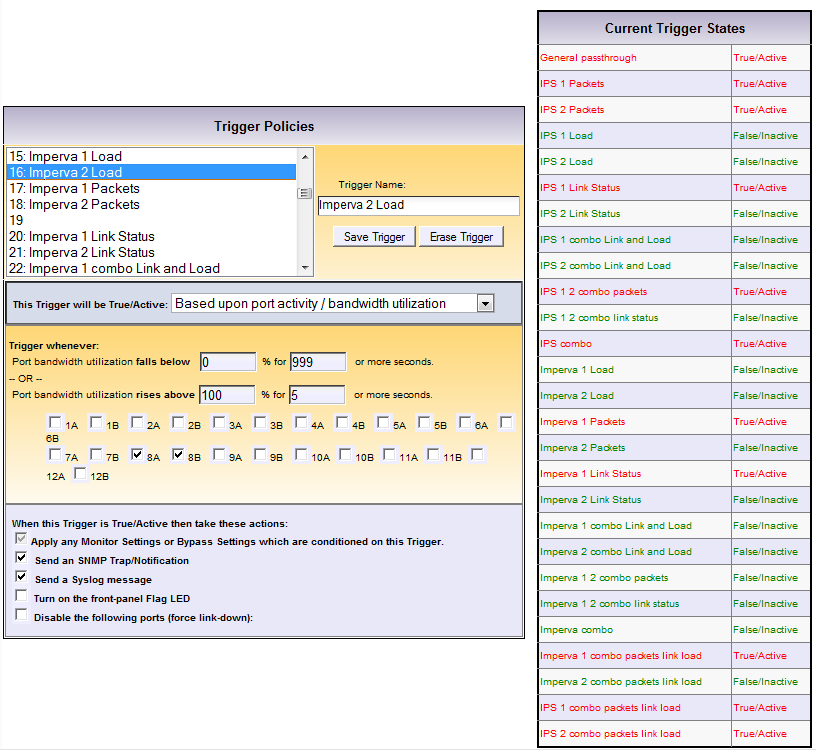 Trigger Policies
15: Imperva 1 Load
16: Imperva 2 Load
17: Imperva 1 Packets
18: Imperva 2 Packets
19
20: Imperva 1 Link Status
21: Imperva 2 Link Status
22: Imperva 1 combo Link and Load
Trigger Name:
Imperva 2 Load
Save Trigger Erase Trigger
This Trigger will be True/Active: Based upon port activity / bandwidth utilization
Trigger whenever:
Port bandwidth utilization falls below 0 % for 999 or more seconds.
-- OR --
Port bandwidth utilization rises above 100 % for 5 or more seconds.
1A 1B 2A 2B 3A 3B 4A 4B 5A 5B 6A
6B
7A 7B 8A 8B 9A 9B 10A 10B 11A 11B
12A 12B
When this Trigger is True/Active then take these actions:
Apply any Monitor Settings or Bypass Settings which are conditioned on this Trigger.
Send an SNMP Trap/Notification
Send a Syslog message
Turn on the front-panel Flag LED
Disable the following ports (force link-down):
Current Trigger States
General passthrough True/Active
IPS 1 Packets True/Active
IPS 2 Packets True/Active
IPS 1 Load False/Inactive
IPS 2 Load False/Inactive
IPS 1 Link Status True/Active
IPS 2 Link Status False/Inactive
IPS 1 combo Link and Load False/Inactive
IPS 2 combo Link and Load False/Inactive
IPS 1 2 combo packets True/Active
IPS 1 2 combo link status False/Inactive
IPS combo True/Active
Imperva 1 Load False/Inactive
Imperva 2 Load False/Inactive
Imperva 1 Packets True/Active
Imperva 2 Packets False/Inactive
Imperva 1 Link Status True/Active
Imperva 2 Link Status False/Inactive
Imperva 1 combo Link and Load False/Inactive
Imperva 2 combo Link and Load False/Inactive
Imperva 1 2 combo packets False/Inactive
Imperva 1 2 combo link status False/Inactive
Imperva combo False/Inactive
Imperva 1 combo packets link load True/Active
Imperva 2 combo packets link load False/Inactive
IPS 1 combo packets link load True/Active
IPS 2 combo packets link load True/Active